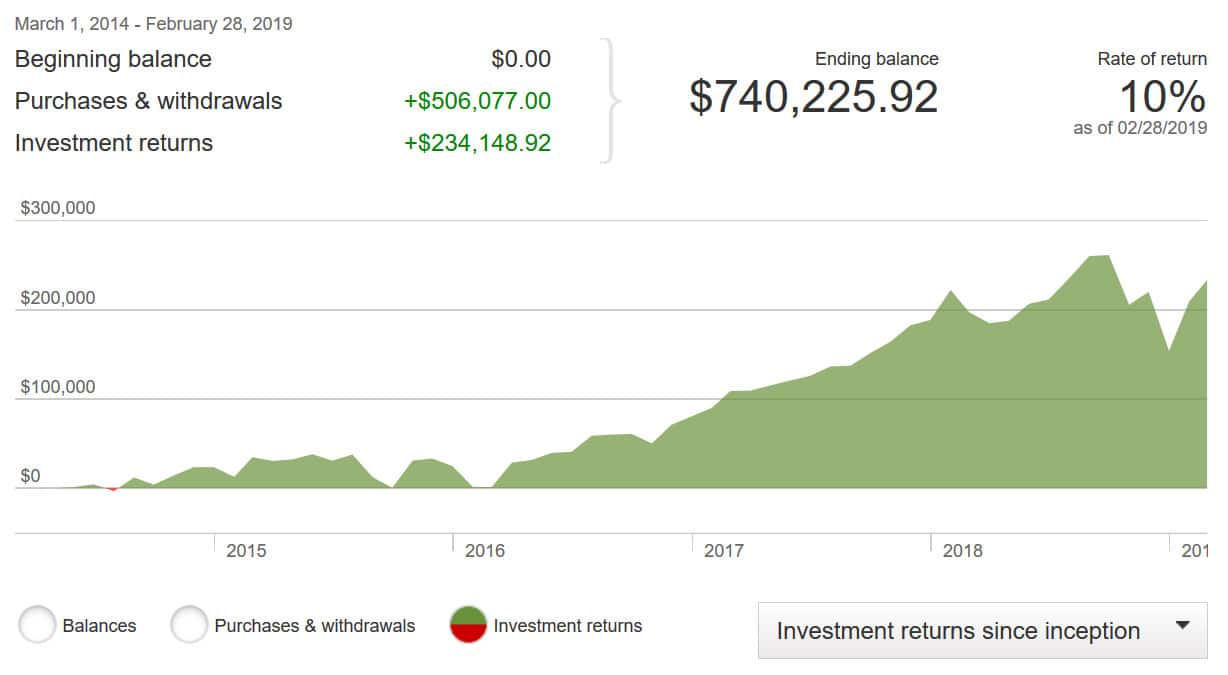 March 1, 2014 - February 28, 2019
Beginning balance $0.00
Purchases & withdrawals +$506,077.00
Investment returns +$234,148.92
Ending balance
$740,225.92
Rate of return
10%
as of 02/28/2019
$300,000
$200,000
$100,000
$0
2015 2016 2017 2018 201
Balances Purchases & withdrawals Investment returns
Investment returns since inception